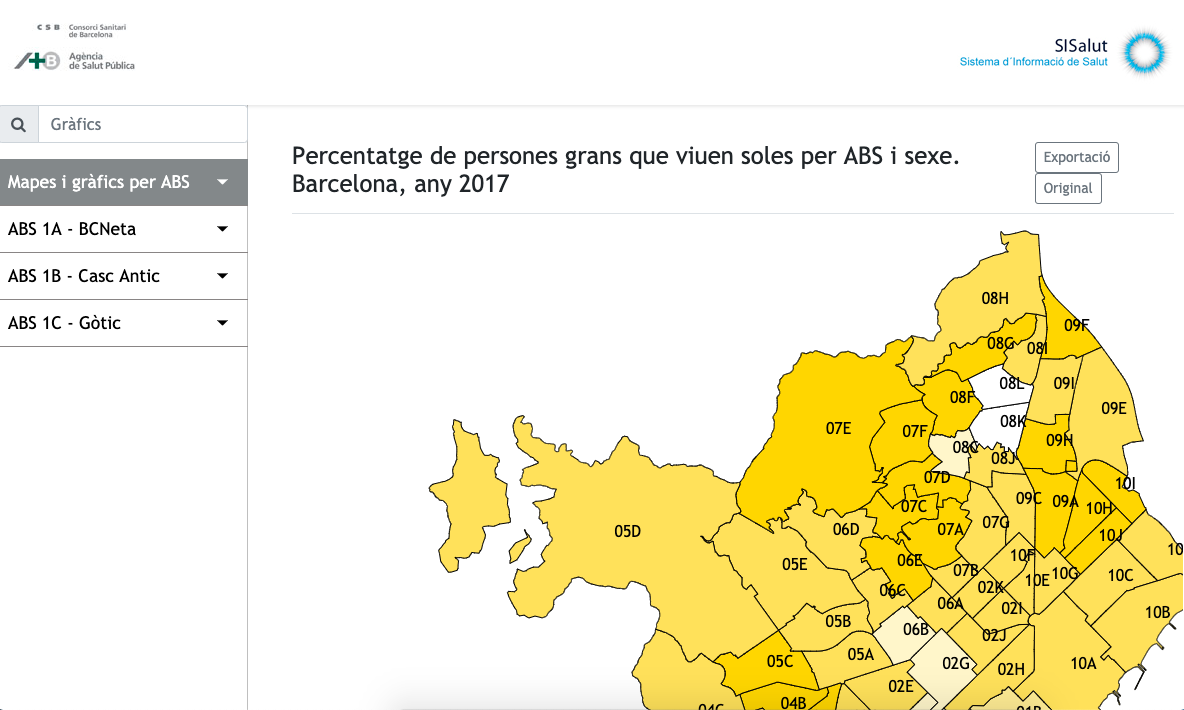 CSB Consorci Sanitari
de Barcelona
Agència
de Salut Pública
SISalut
Sistema d´Informació de Salut
Gràfics
Mapes i gràfics per ABS
ABS 1A - BCNeta
ABS 1B - Casc Antic
ABS 1C - Gòtic
Percentatge de persones grans que viuen soles per ABS i sexe.
Barcelona, any 2017
Exportació
Original
08H
09F
08G
08I
08L
09I
08F
09E
08K
07E
07F
09H
08C
08J
07D
10I
09C
09A
07C
10H
07G
05D
06D
07A
10J
10
10F
06E
05E
07B
10G
10E
10C
02K
06C
06A
02I
10B
05B
06B
02J
05A
05C
02G
10A
02H
02E
04B
04C
01B